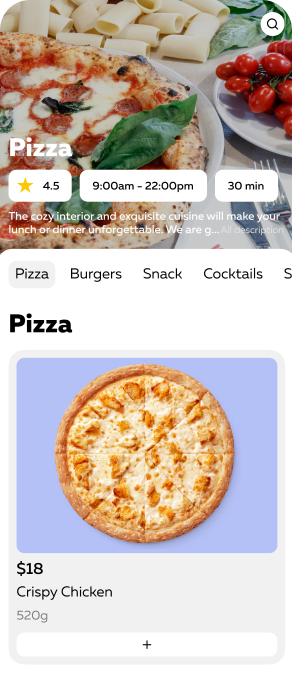 Pizza
4.5
9:00am - 22:00pm
30 min
The cozy interior and exquisite cuisine will make your
lunch or dinner unforgettable. We are g... All description
Pizza
Burgers
Snack
Cocktails
S
Pizza
$18
Crispy Chicken
520g
+